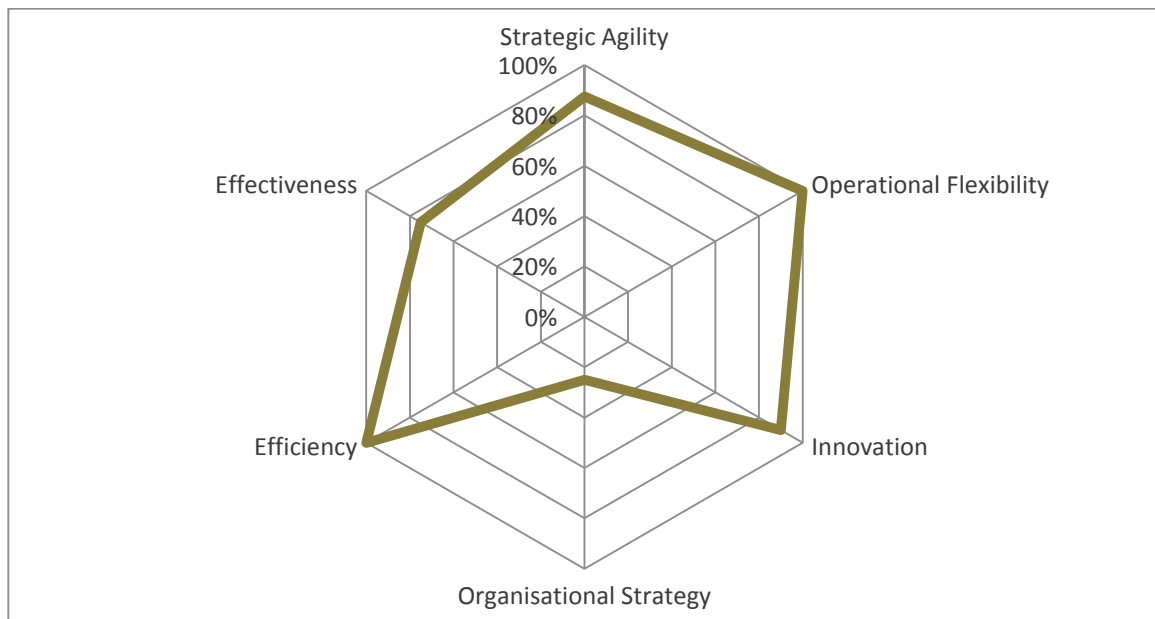 Strategic Agility
100%
80%
Effectiveness
Operational Flexibility
60%
40%
20%
0%
Efficiency
Innovation
Organisational Strategy